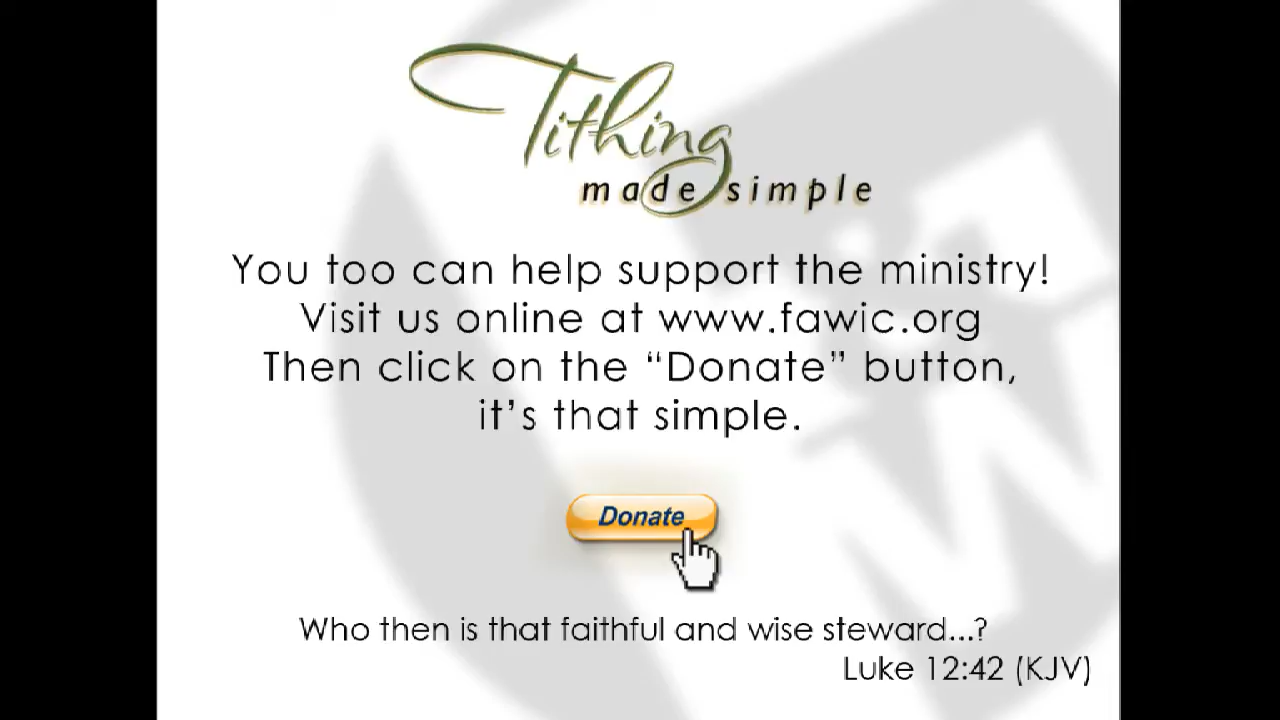 Tithing
made simple
You too can help support the ministry!
Visit us online at www.fawic.org
Then click on the “Donate” button,
it’s that simple.
Donate
Who then is that faithful and wise steward...?
Luke 12:42 (KJV)